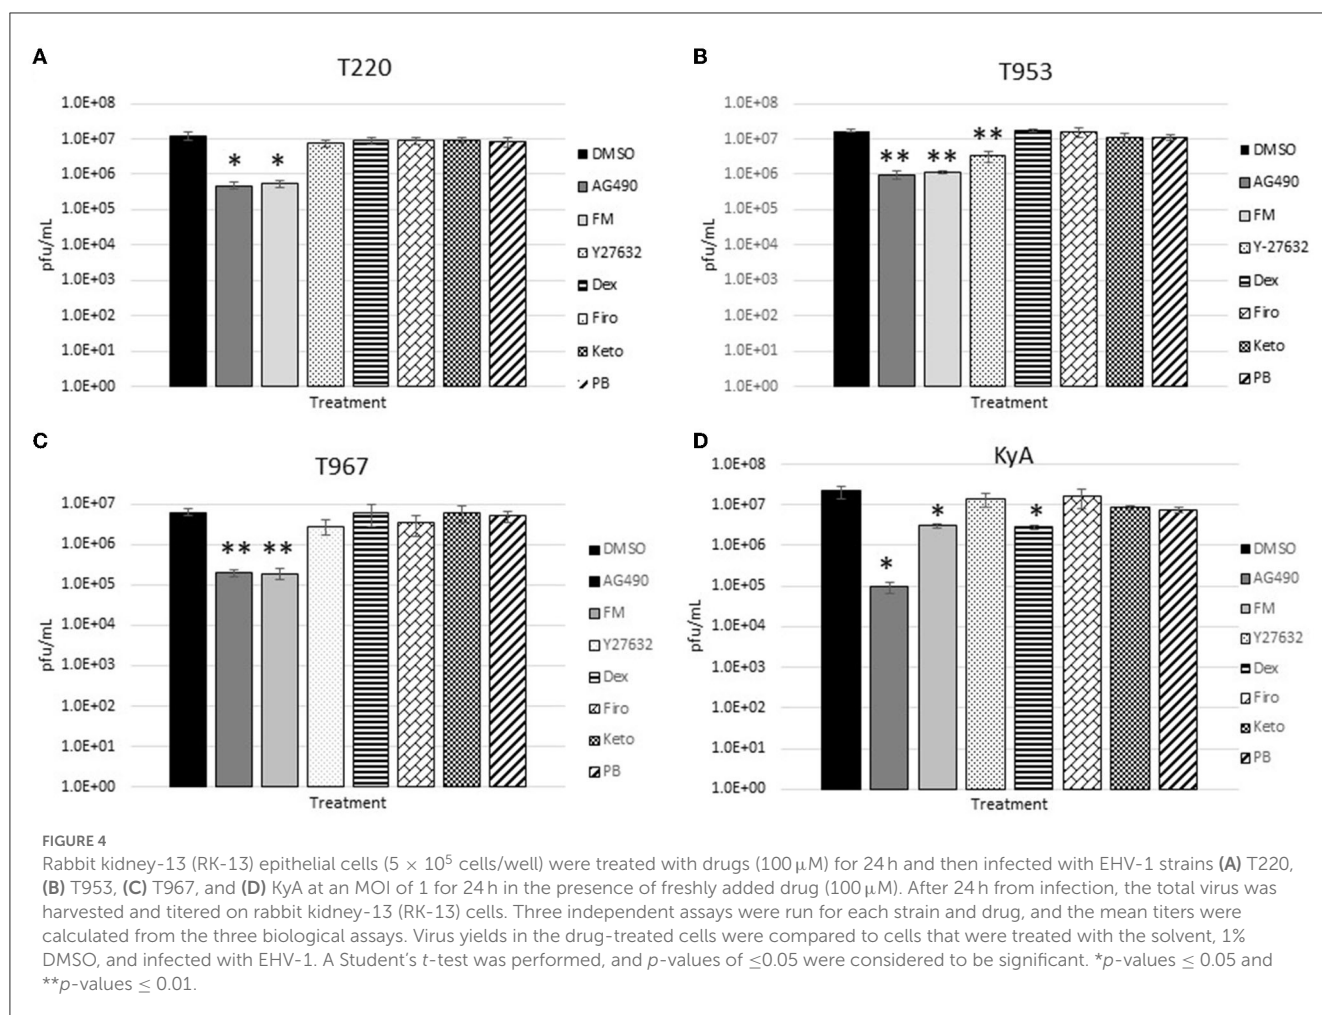 A
T220
1.0E+08
1.0E+07
1.0E+06
1.0E+05
1.0E+04
1.0E+03
1.0E+02
1.0E+01
1.0E+00
pfu/mL
* *
Treatment
DMSO
AG490
FM
Y27632
Dex
Firo
Keto
PB
B
T953
1.0E+08
1.0E+07
1.0E+06
1.0E+05
1.0E+04
1.0E+03
1.0E+02
1.0E+01
1.0E+00
pfu/mL
** ** **
Treatment
DMSO
AG490
FM
Y-27632
Dex
Firo
Keto
PB
C
T967
1.0E+07
1.0E+06
1.0E+05
1.0E+04
1.0E+03
1.0E+02
1.0E+01
1.0E+00
pfu/mL
** **
Treatment
DMSO
AG490
FM
Y27632
Dex
Firo
Keto
PB
D
KyA
1.0E+08
1.0E+07
1.0E+06
1.0E+05
1.0E+04
1.0E+03
1.0E+02
1.0E+01
1.0E+00
pfu/mL
* * *
Treatment
DMSO
AG490
FM
Y27632
Dex
Firo
Keto
PB
FIGURE 4
Rabbit kidney-13 (RK-13) epithelial cells (5 × 10⁵ cells/well) were treated with drugs (100 μM) for 24 h and then infected with EHV-1 strains (A) T220,
(B) T953, (C) T967, and (D) KyA at an MOI of 1 for 24 h in the presence of freshly added drug (100 μM). After 24 h from infection, the total virus was
harvested and titered on rabbit kidney-13 (RK-13) cells. Three independent assays were run for each strain and drug, and the mean titers were
calculated from the three biological assays. Virus yields in the drug-treated cells were compared to cells that were treated with the solvent, 1%
DMSO, and infected with EHV-1. A Student's t-test was performed, and p-values of ≤0.05 were considered to be significant. *p-values ≤ 0.05 and
**p-values ≤ 0.01.